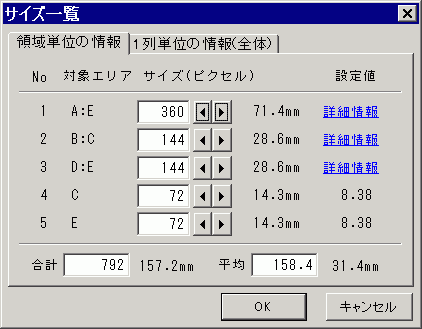 サイズ一覧
領域単位の情報 1列単位の情報(全体)
No 対象エリア サイズ(ピクセル) 設定値
1 A:E 360 71.4mm 詳細情報
2 B:C 144 28.6mm 詳細情報
3 D:E 144 28.6mm 詳細情報
4 C 72 14.3mm 8.38
5 E 72 14.3mm 8.38
合計 792 157.2mm 平均 158.4 31.4mm
OK キャンセル